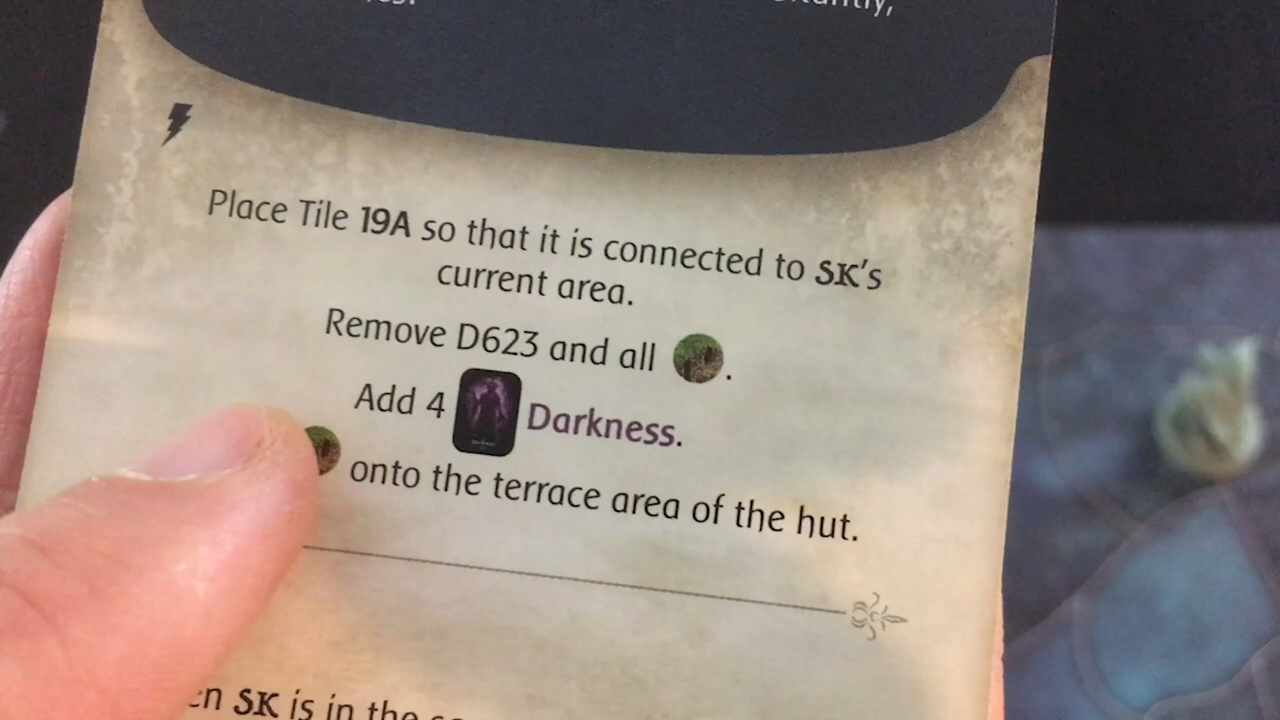 Place Tile 19A so that it is connected to SK's
current area.
Remove D623 and all .
Add 4 Darkness.
onto the terrace area of the hut.
SK is in the